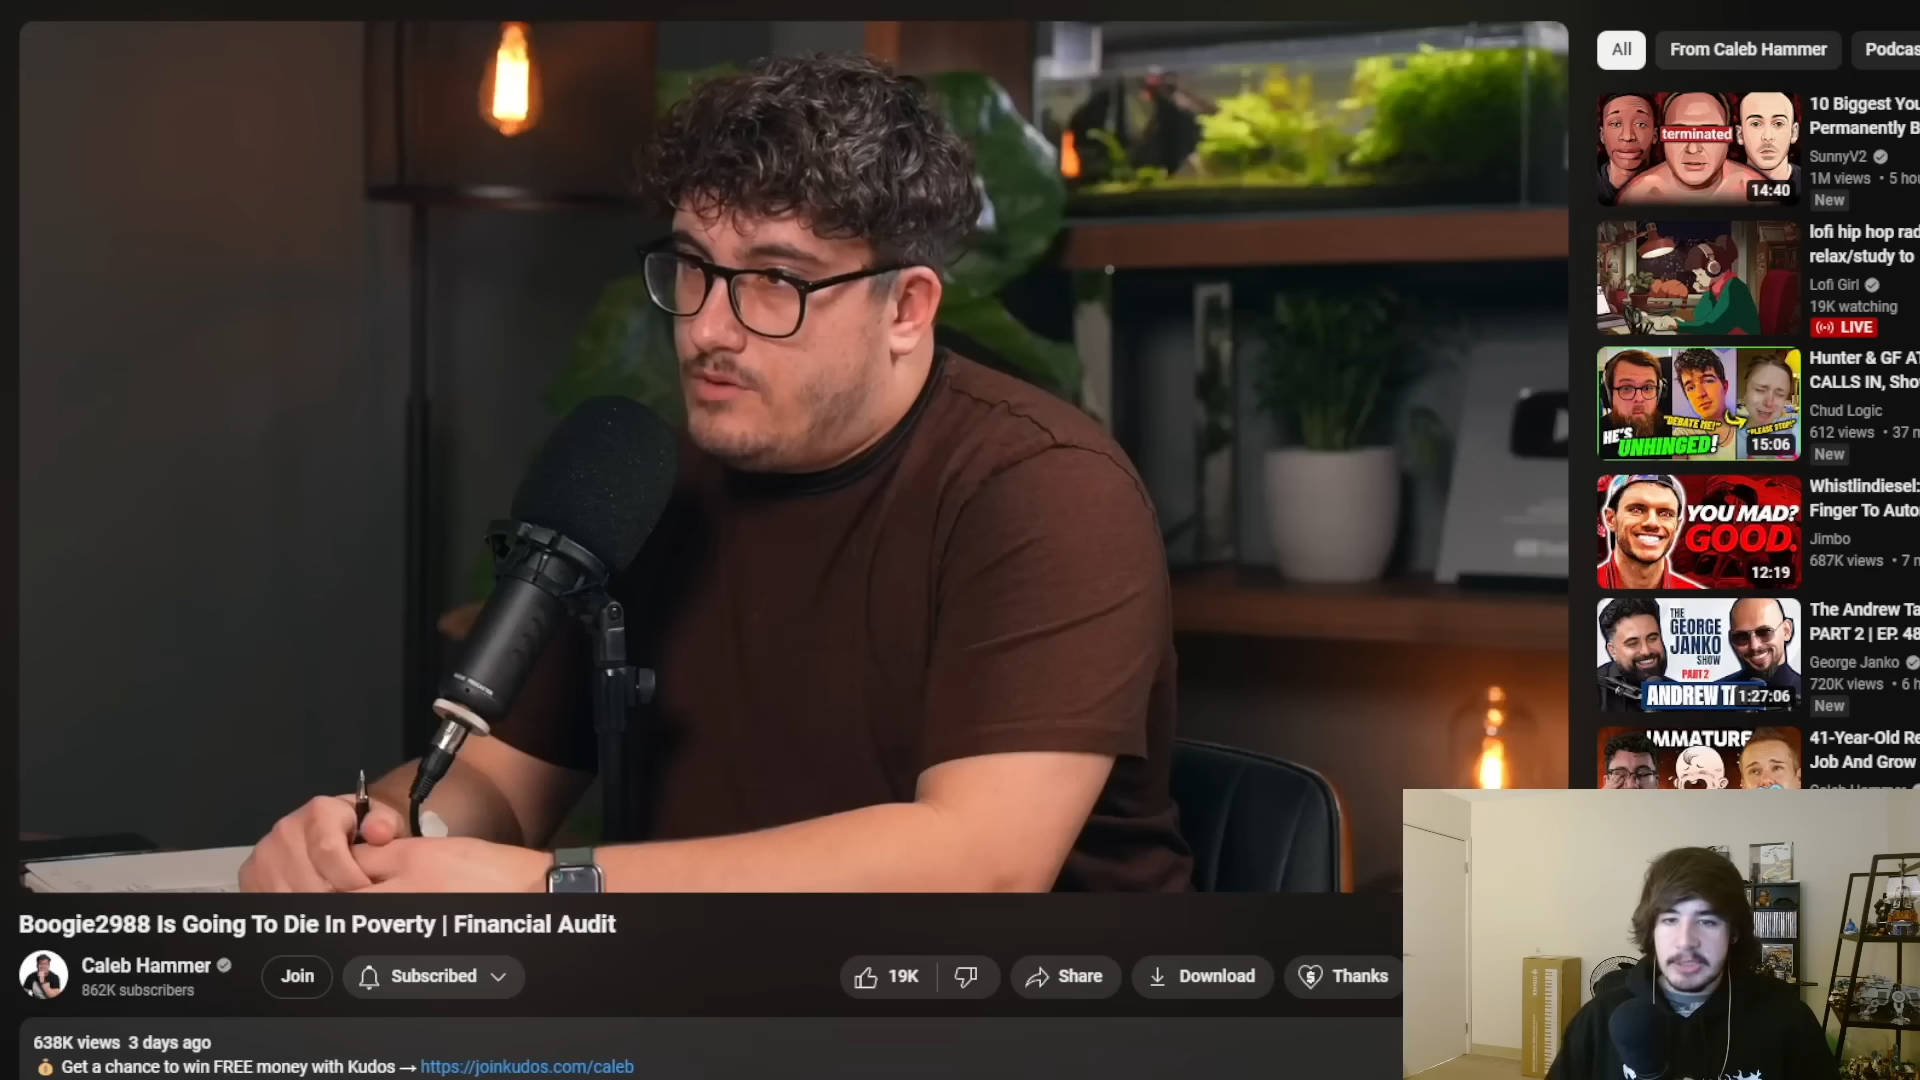 All
From Caleb Hammer
Podcas
terminated
14:40
10 Biggest You
Permanently B
SunnyV2
1M views • 5 hou
New
lofi hip hop rad
relax/study to
Lofi Girl
19K watching
LIVE
HE'S
UNHINGED!
"DEBATE ME!"
"PLEASE STOP!"
15:06
Hunter & GF AT
CALLS IN, Sho
Chud Logic
612 views • 37 m
New
YOU MAD?
GOOD.
12:19
Whistlindiesel:
Finger To Auto
Jimbo
687K views • 7 m
THE
GEORGE
JANKO
SHOW
PART 2
ANDREW T
1:27:06
The Andrew Ta
PART 2 | EP. 48
George Janko
720K views • 6 h
New
IMMATURE
41-Year-Old Re
Job And Grow
Boogie2988 Is Going To Die In Poverty | Financial Audit
Caleb Hammer
862K subscribers
Join
Subscribed
19K
Share
Download
Thanks
638K views 3 days ago
Get a chance to win FREE money with Kudos → https://joinkudos.com/caleb